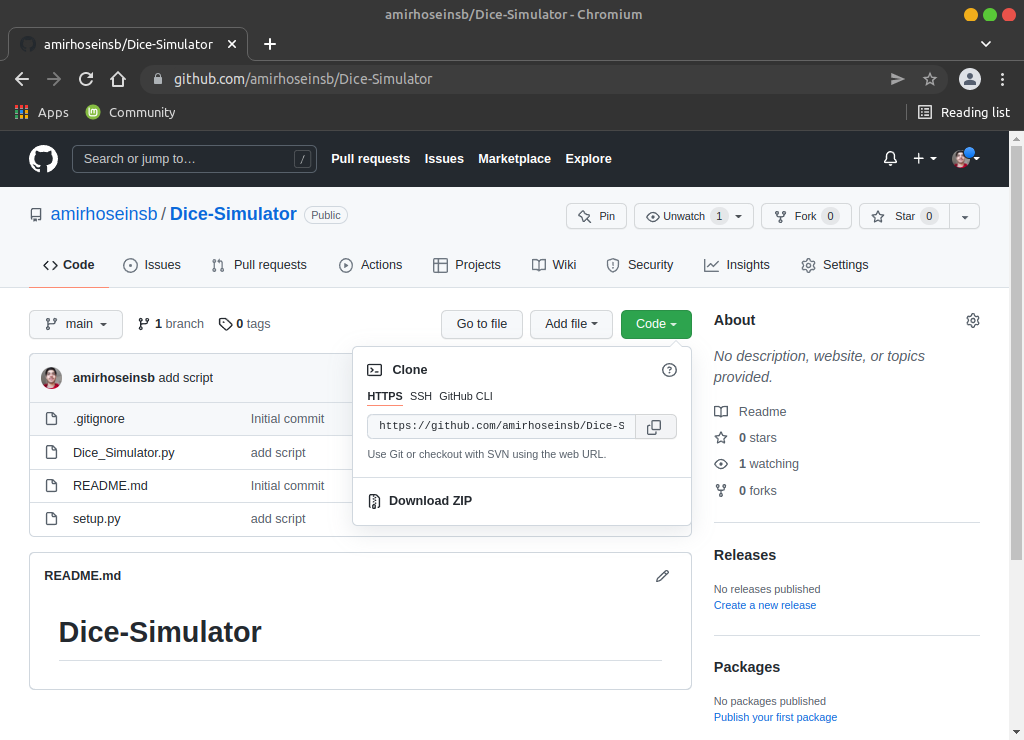 amirhoseinsb/Dice-Simulator - Chromium
amirhoseinsb/Dice-Simulator
github.com/amirhoseinsb/Dice-Simulator
Apps Community Reading list
Search or jump to… / Pull requests Issues Marketplace Explore
amirhoseinsb / Dice-Simulator Public
Pin Unwatch 1 Fork 0 Star 0
Code Issues Pull requests Actions Projects Wiki Security Insights Settings
main 1 branch 0 tags Go to file Add file Code
amirhoseinsb add script
.gitignore Initial commit
Dice_Simulator.py add script
README.md Initial commit
setup.py add script
Clone
HTTPS SSH GitHub CLI
https://github.com/amirhoseinsb/Dice-S
Use Git or checkout with SVN using the web URL.
Download ZIP
README.md
Dice-Simulator
About
No description, website, or topics
provided.
Readme
0 stars
1 watching
0 forks
Releases
No releases published
Create a new release
Packages
No packages published
Publish your first package